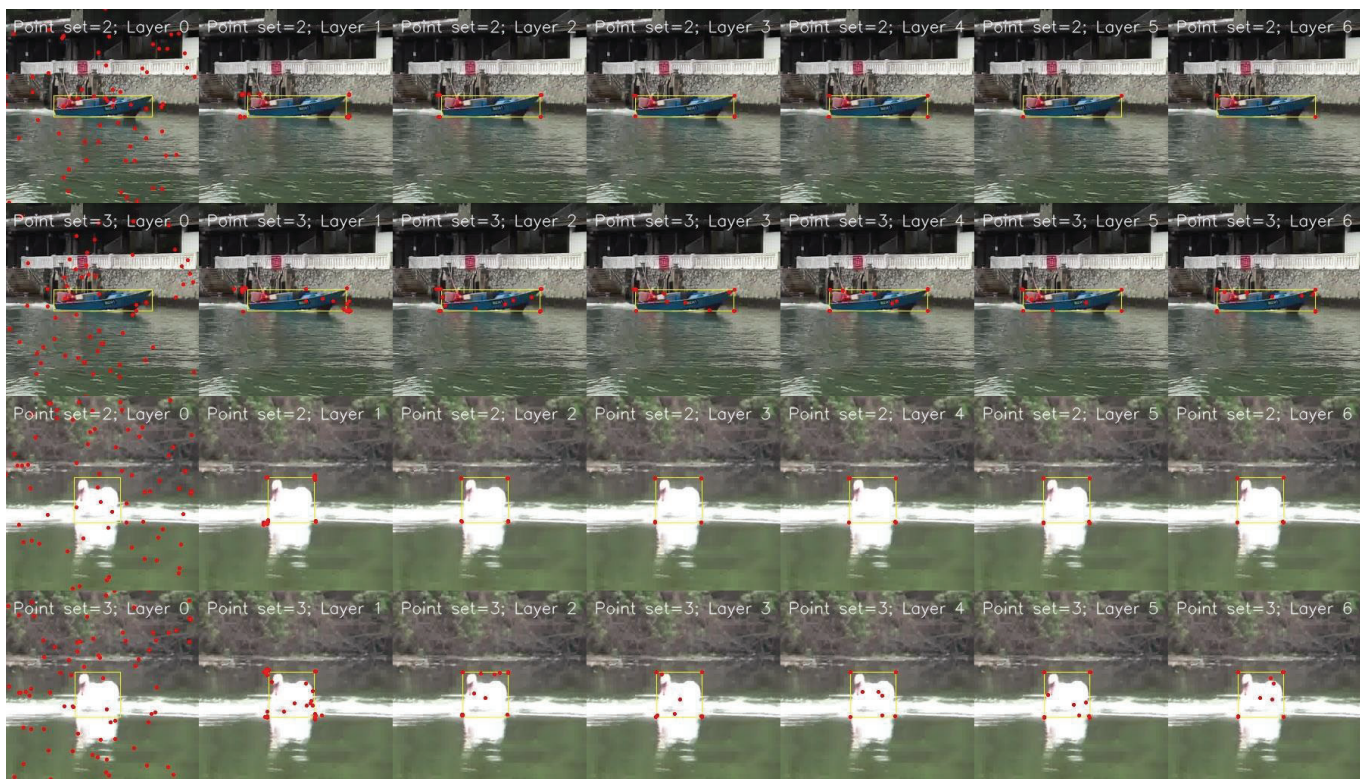 Point set=2; Layer 0
Point set=2; Layer 1
Point set=2; Layer 2
Point set=2; Layer 3
Point set=2; Layer 4
Point set=2; Layer 5
Point set=2; Layer 6
Point set=3; Layer 0
Point set=3; Layer 1
Point set=3; Layer 2
Point set=3; Layer 3
Point set=3; Layer 4
Point set=3; Layer 5
Point set=3; Layer 6
Point set=2; Layer 0
Point set=2; Layer 1
Point set=2; Layer 2
Point set=2; Layer 3
Point set=2; Layer 4
Point set=2; Layer 5
Point set=2; Layer 6
Point set=3; Layer 0
Point set=3; Layer 1
Point set=3; Layer 2
Point set=3; Layer 3
Point set=3; Layer 4
Point set=3; Layer 5
Point set=3; Layer 6